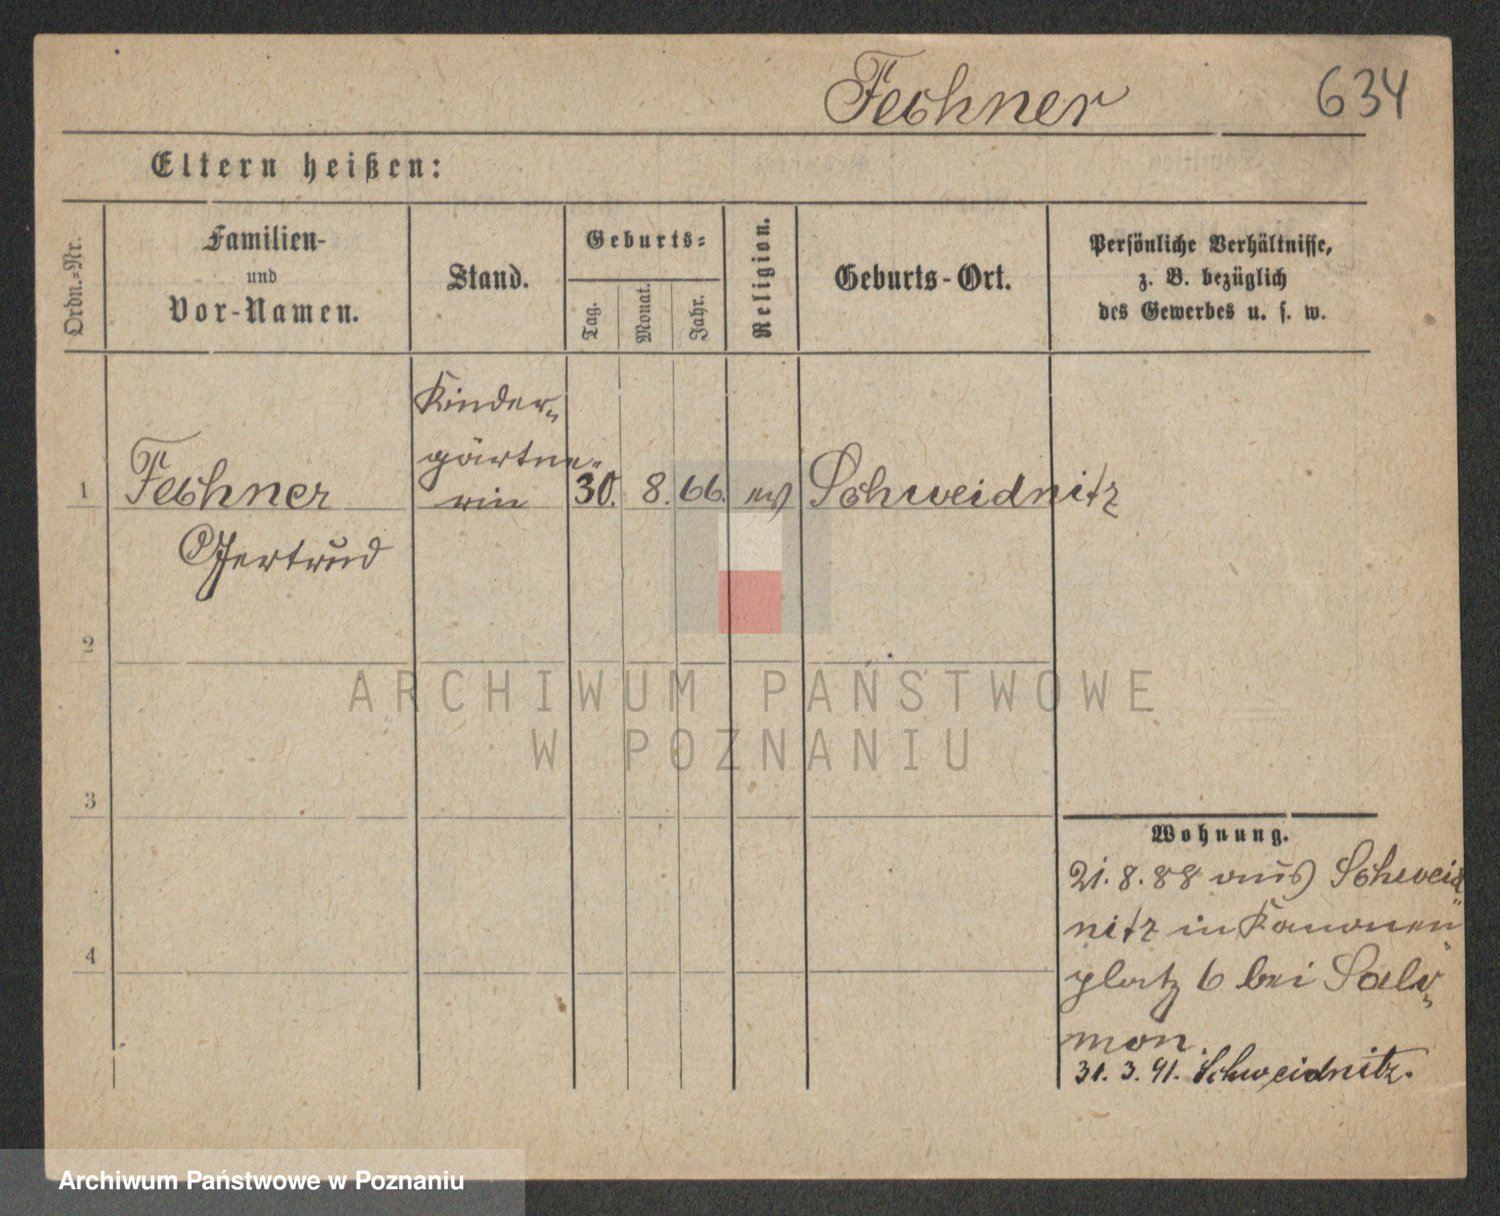 Fechner 634
Eltern heißen:
Ordn.-Nr.
Familien-
und
Vor-Namen.
Stand.
Geburts-
Tag.
Monat.
Jahr.
Religion.
Geburts-Ort.
Persönliche Verhältnisse,
z. B. bezüglich
des Gewerbes u. s. w.
Kinder-
gärtne-
1 Fechner rin 30. 8. 66. ev Schweidnitz
Gertrud
2
3
4
Wohnung.
21. 8. 88 aus Schweid
nitz in Kanonen
platz 6 bei Salo-
mon.
31. 3. 91. Schweidnitz.
ARCHIWUM PAŃSTWOWE
W POZNANIU
Archiwum Państwowe w Poznaniu